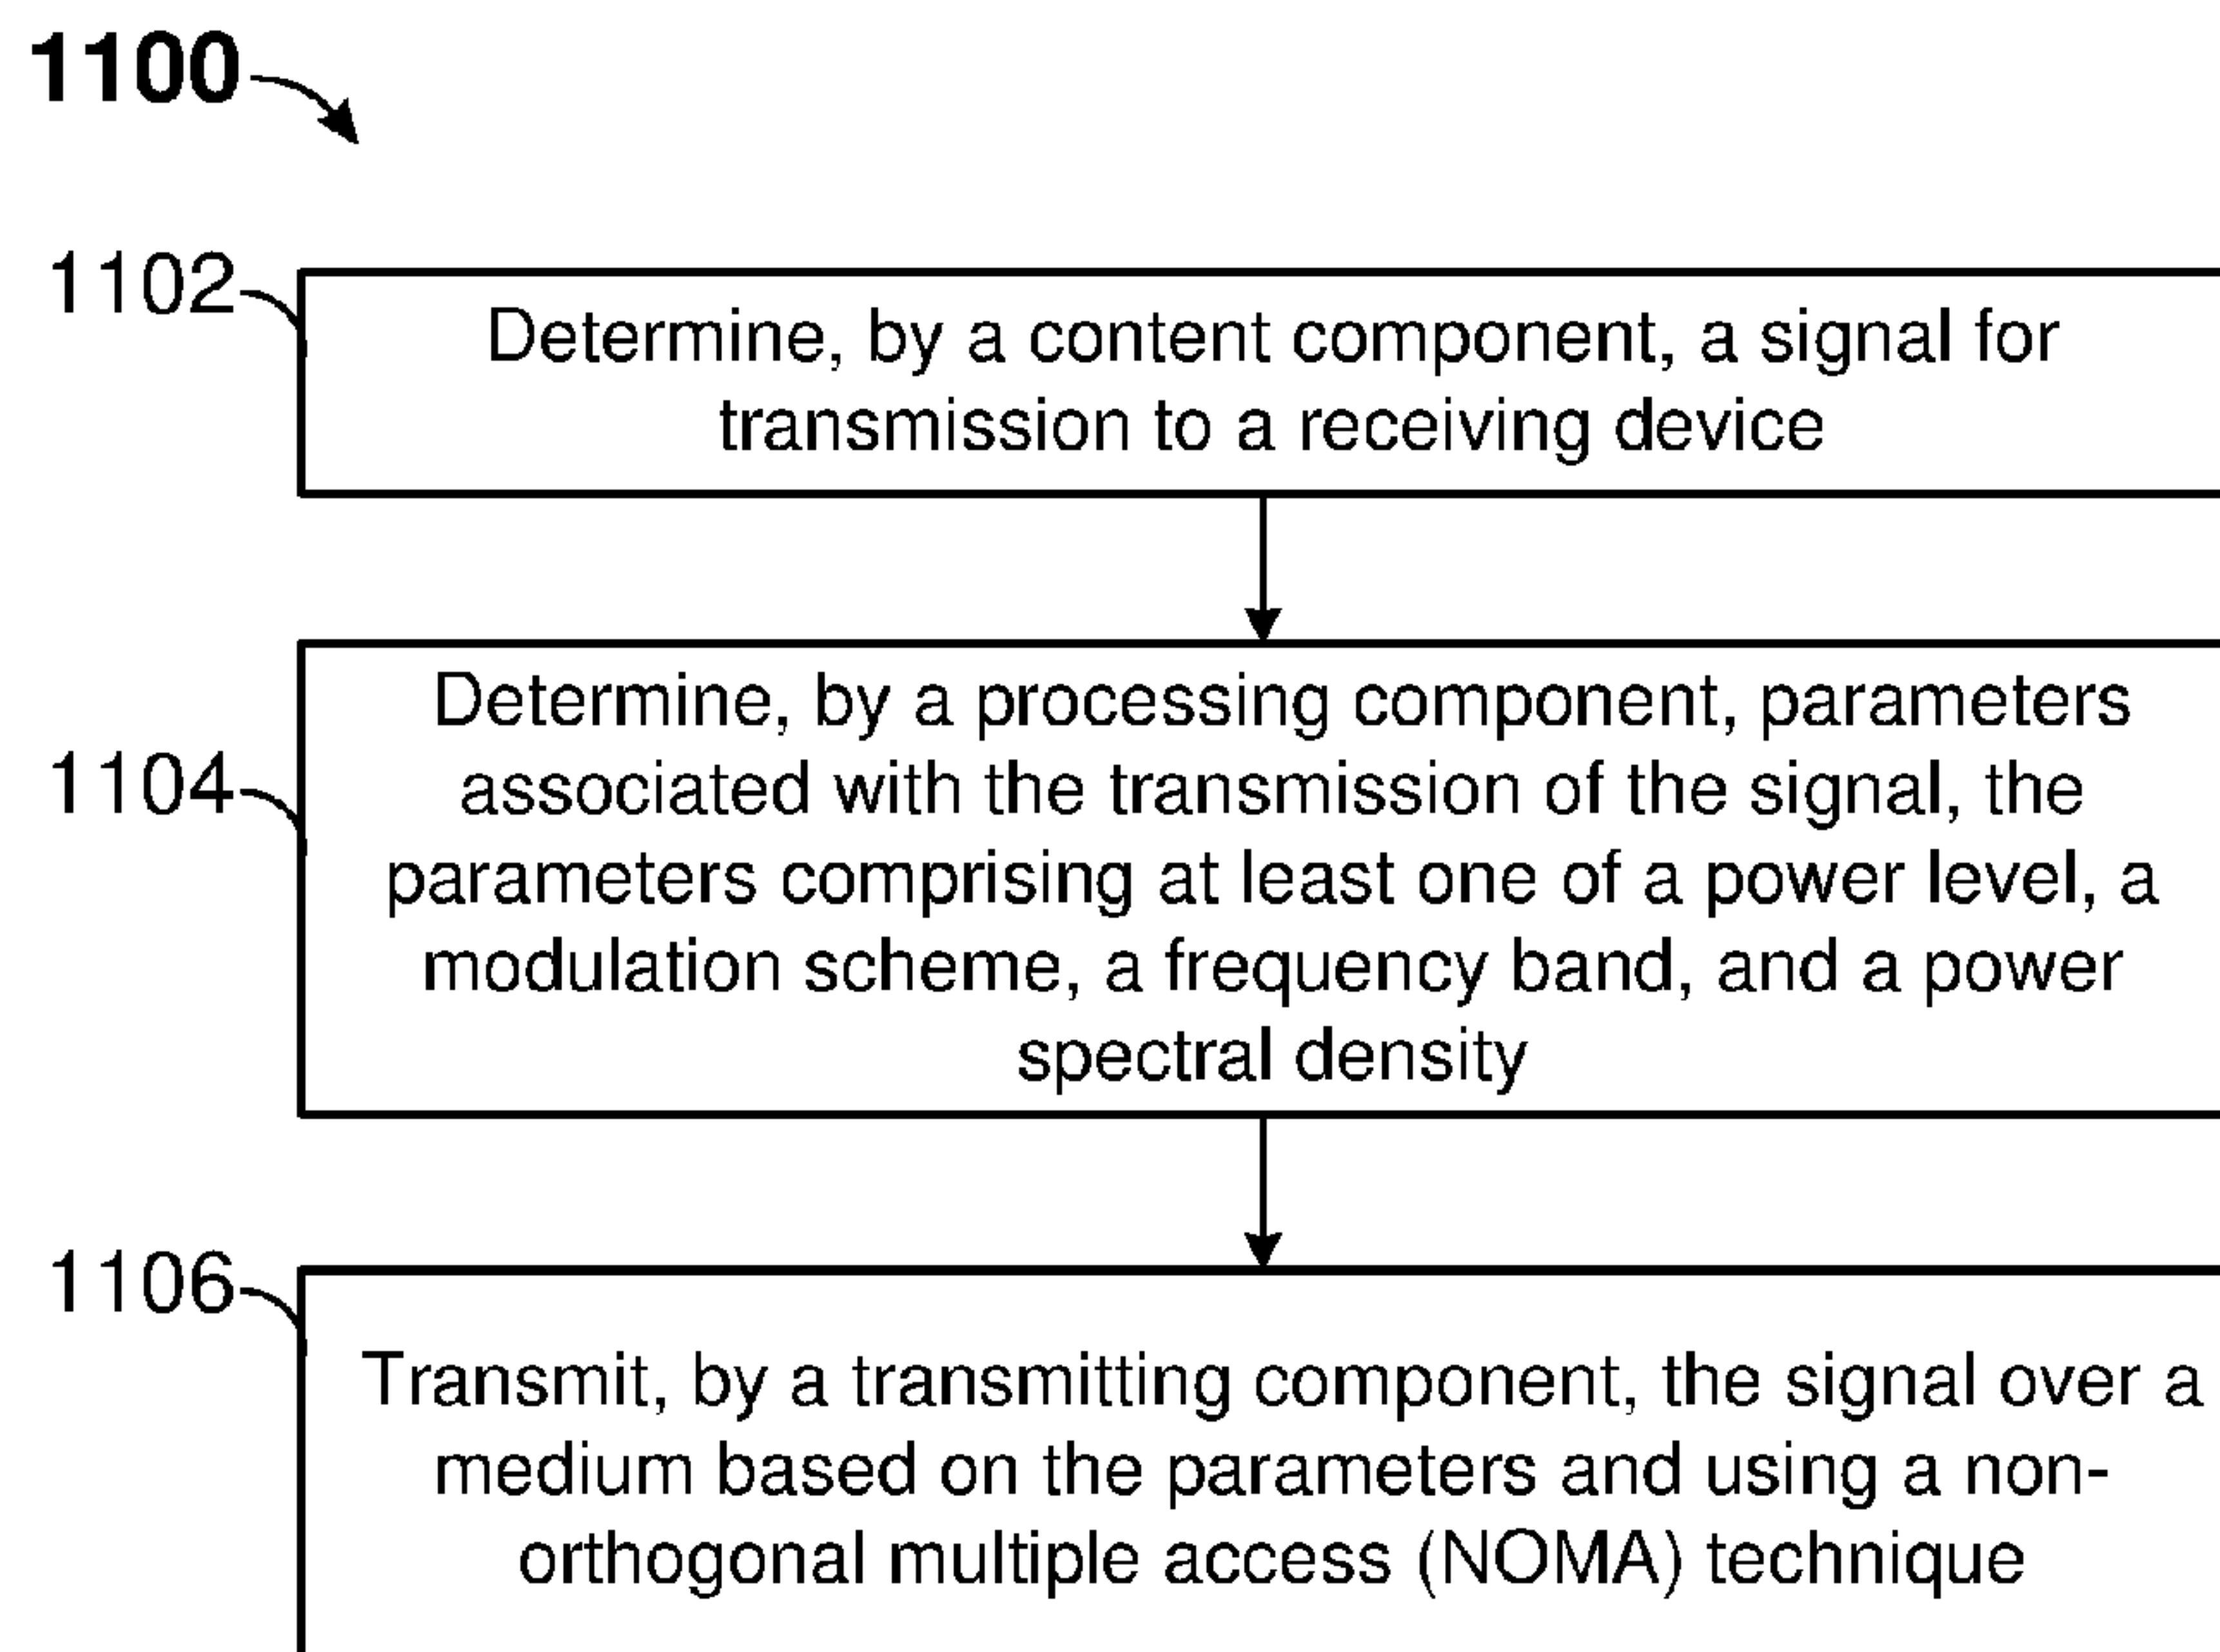 1100
1102
Determine, by a content component, a signal for
transmission to a receiving device
1104
Determine, by a processing component, parameters
associated with the transmission of the signal, the
parameters comprising at least one of a power level, a
modulation scheme, a frequency band, and a power
spectral density
1106
Transmit, by a transmitting component, the signal over a
medium based on the parameters and using a non-
orthogonal multiple access (NOMA) technique